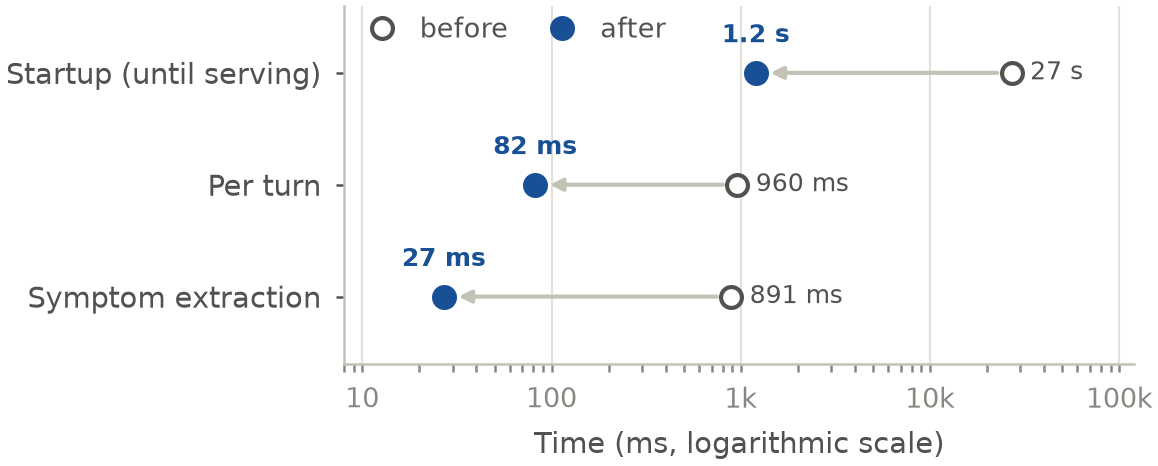 before after
1.2 s
Startup (until serving) 27 s
82 ms
Per turn 960 ms
27 ms
Symptom extraction 891 ms
10 100 1k 10k 100k
Time (ms, logarithmic scale)